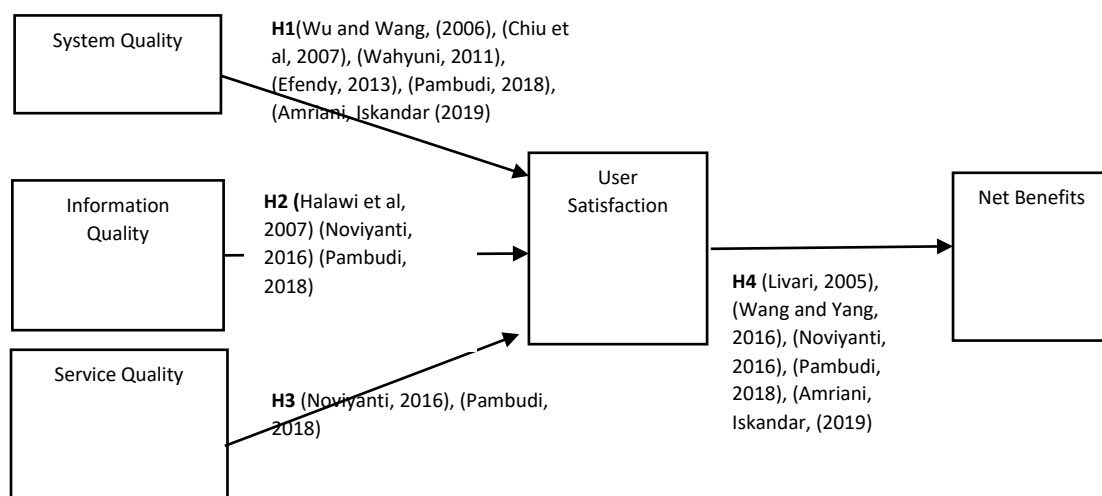 System Quality
H1(Wu and Wang, (2006), (Chiu et
al, 2007), (Wahyuni, 2011),
(Efendy, 2013), (Pambudi, 2018),
(Amriani, Iskandar (2019)
Information
Quality
H2 (Halawi et al,
2007) (Noviyanti,
2016) (Pambudi,
2018)
User
Satisfaction
Net Benefits
Service Quality
H3 (Noviyanti, 2016), (Pambudi,
2018)
H4 (Livari, 2005),
(Wang and Yang,
2016), (Noviyanti,
2016), (Pambudi,
2018), (Amriani,
Iskandar, (2019)